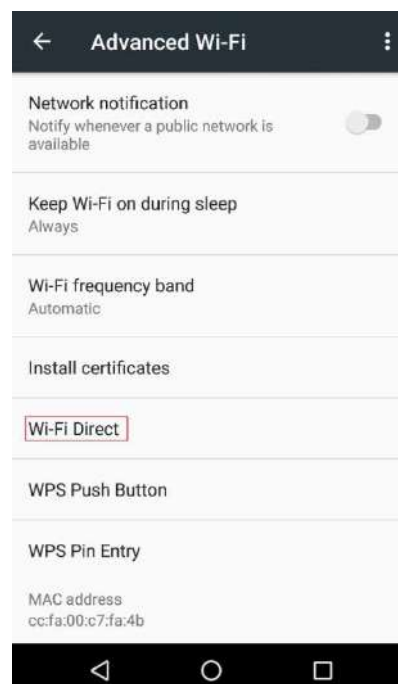 Advanced Wi-Fi
Network notification
Notify whenever a public network is
available
Keep Wi-Fi on during sleep
Always
Wi-Fi frequency band
Automatic
Install certificates
Wi-Fi Direct
WPS Push Button
WPS Pin Entry
MAC address
cc:fa:00:c7:fa:4b